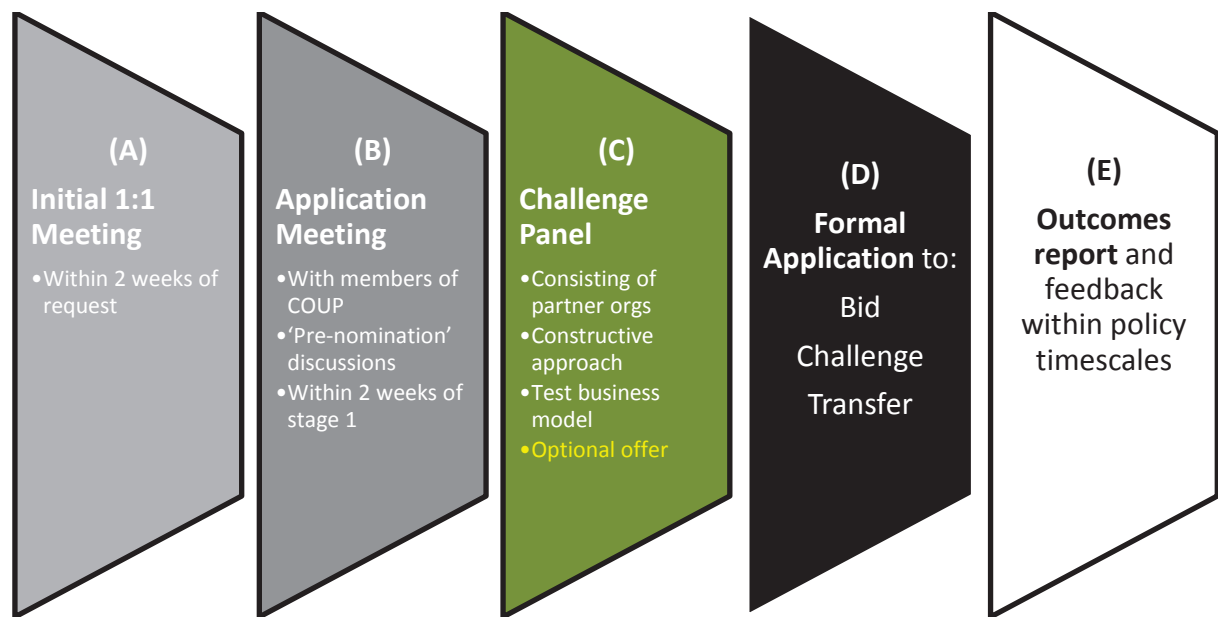 (A)
Initial 1:1
Meeting
•Within 2 weeks of
request
(B)
Application
Meeting
•With members of
COUP
•‘Pre-nomination’
discussions
•Within 2 weeks of
stage 1
(C)
Challenge
Panel
•Consisting of
partner orgs
•Constructive
approach
•Test business
model
•Optional offer
(D)
Formal
Application to:
Bid
Challenge
Transfer
(E)
Outcomes
report and
feedback
within policy
timescales